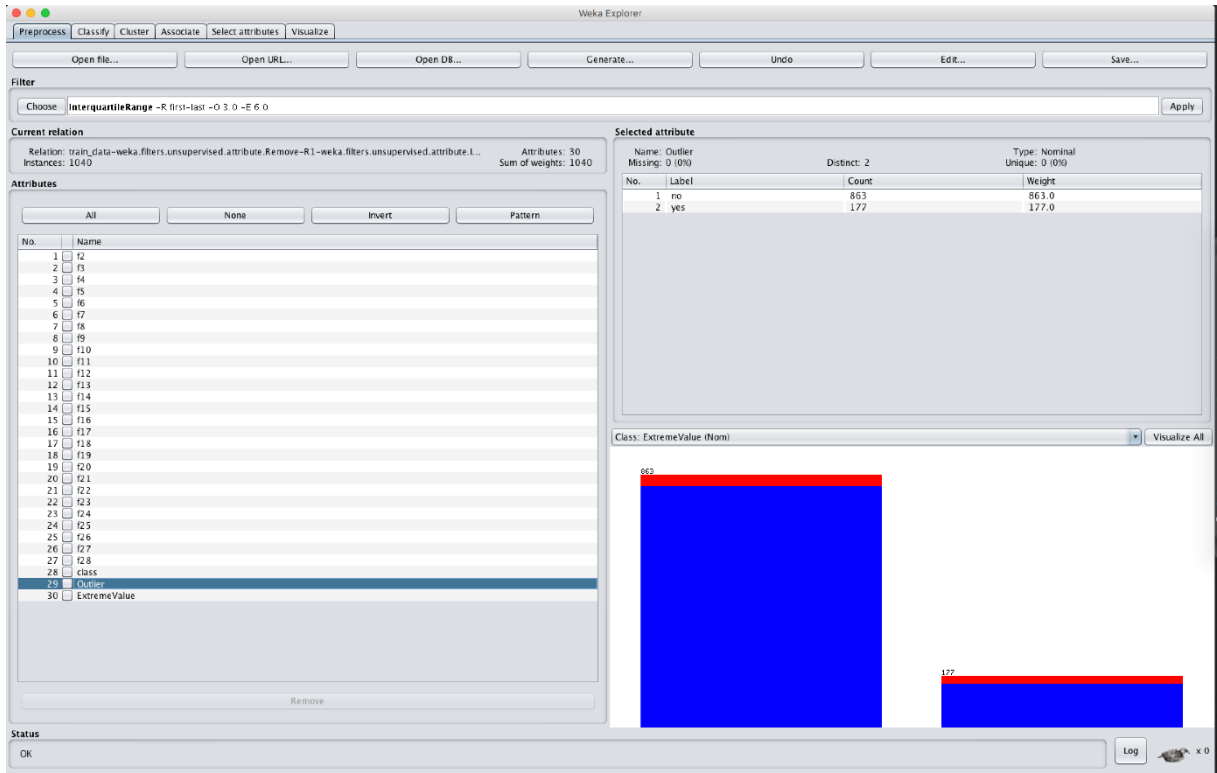 Weka Explorer
Preprocess Classify Cluster Associate Select attributes Visualize
Open file... Open URL... Open DB... Generate... Undo Edit... Save...
Filter
Choose InterquartileRange -R first-last -O 3.0 -E 6.0 Apply
Current relation
Relation: train_data-weka.filters.unsupervised.attribute.Remove-R1-weka.filters.unsupervised.attribute.I... Attributes: 30
Instances: 1040 Sum of weights: 1040
Attributes
All None Invert Pattern
No. Name
1 f2
2 f3
3 f4
4 f5
5 f6
6 f7
7 f8
8 f9
9 f10
10 f11
11 f12
12 f13
13 f14
14 f15
15 f16
16 f17
17 f18
18 f19
19 f20
20 f21
21 f22
22 f23
23 f24
24 f25
25 f26
26 f27
27 f28
28 class
29 Outlier
30 ExtremeValue
Remove
Selected attribute
Name: Outlier Type: Nominal
Missing: 0 (0%) Distinct: 2 Unique: 0 (0%)
No. Label Count Weight
1 no 863 863.0
2 yes 177 177.0
Class: ExtremeValue (Nom) Visualize All
863
177
Status
OK Log x 0